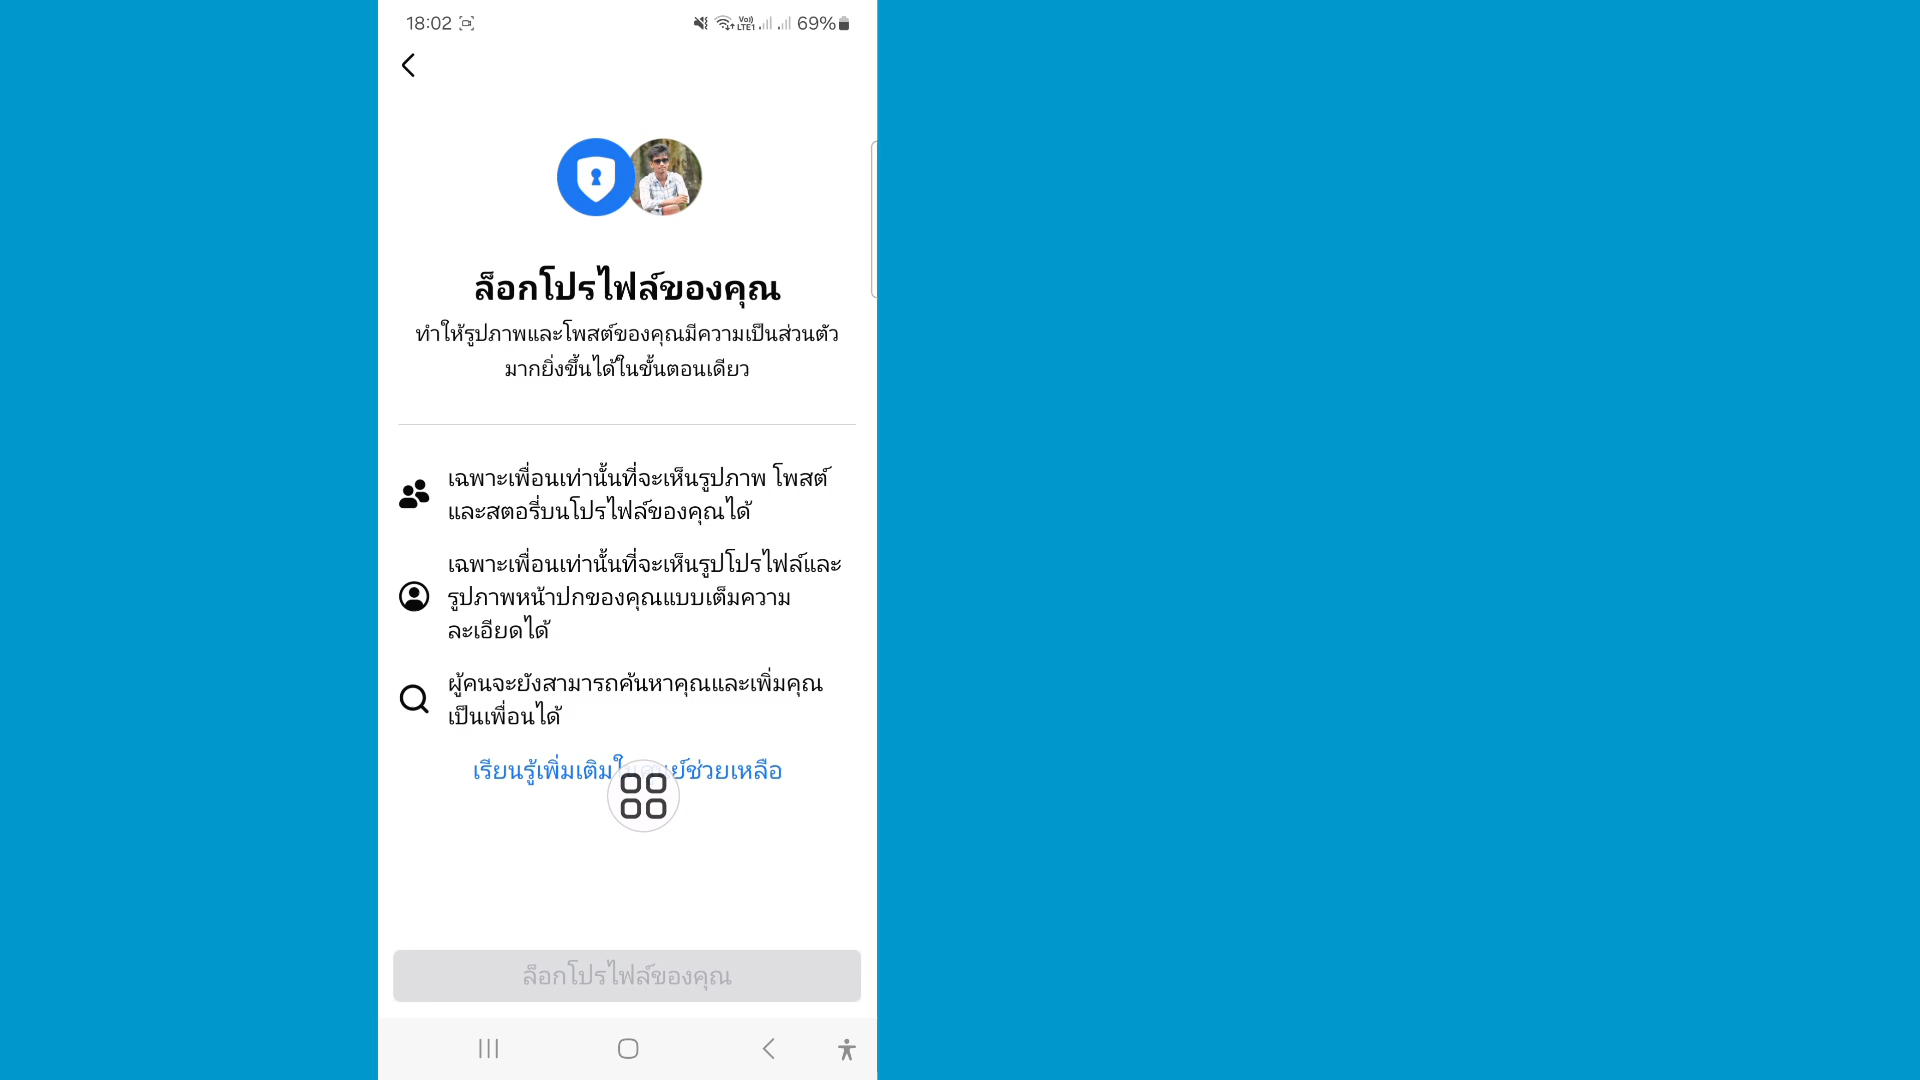 18:02
Vo)) LTE1 69%
ล็อกโปรไฟล์ของคุณ
ทำให้รูปภาพและโพสต์ของคุณมีความเป็นส่วนตัว
มากยิ่งขึ้นได้ในขั้นตอนเดียว
เฉพาะเพื่อนเท่านั้นที่จะเห็นรูปภาพ โพสต์
และสตอรี่บนโปรไฟล์ของคุณได้
เฉพาะเพื่อนเท่านั้นที่จะเห็นรูปโปรไฟล์และ
รูปภาพหน้าปกของคุณแบบเต็มความ
ละเอียดได้
ผู้คนจะยังสามารถค้นหาคุณและเพิ่มคุณ
เป็นเพื่อนได้
เรียนรู้เพิ่มเติมในศูนย์ช่วยเหลือ
ล็อกโปรไฟล์ของคุณ